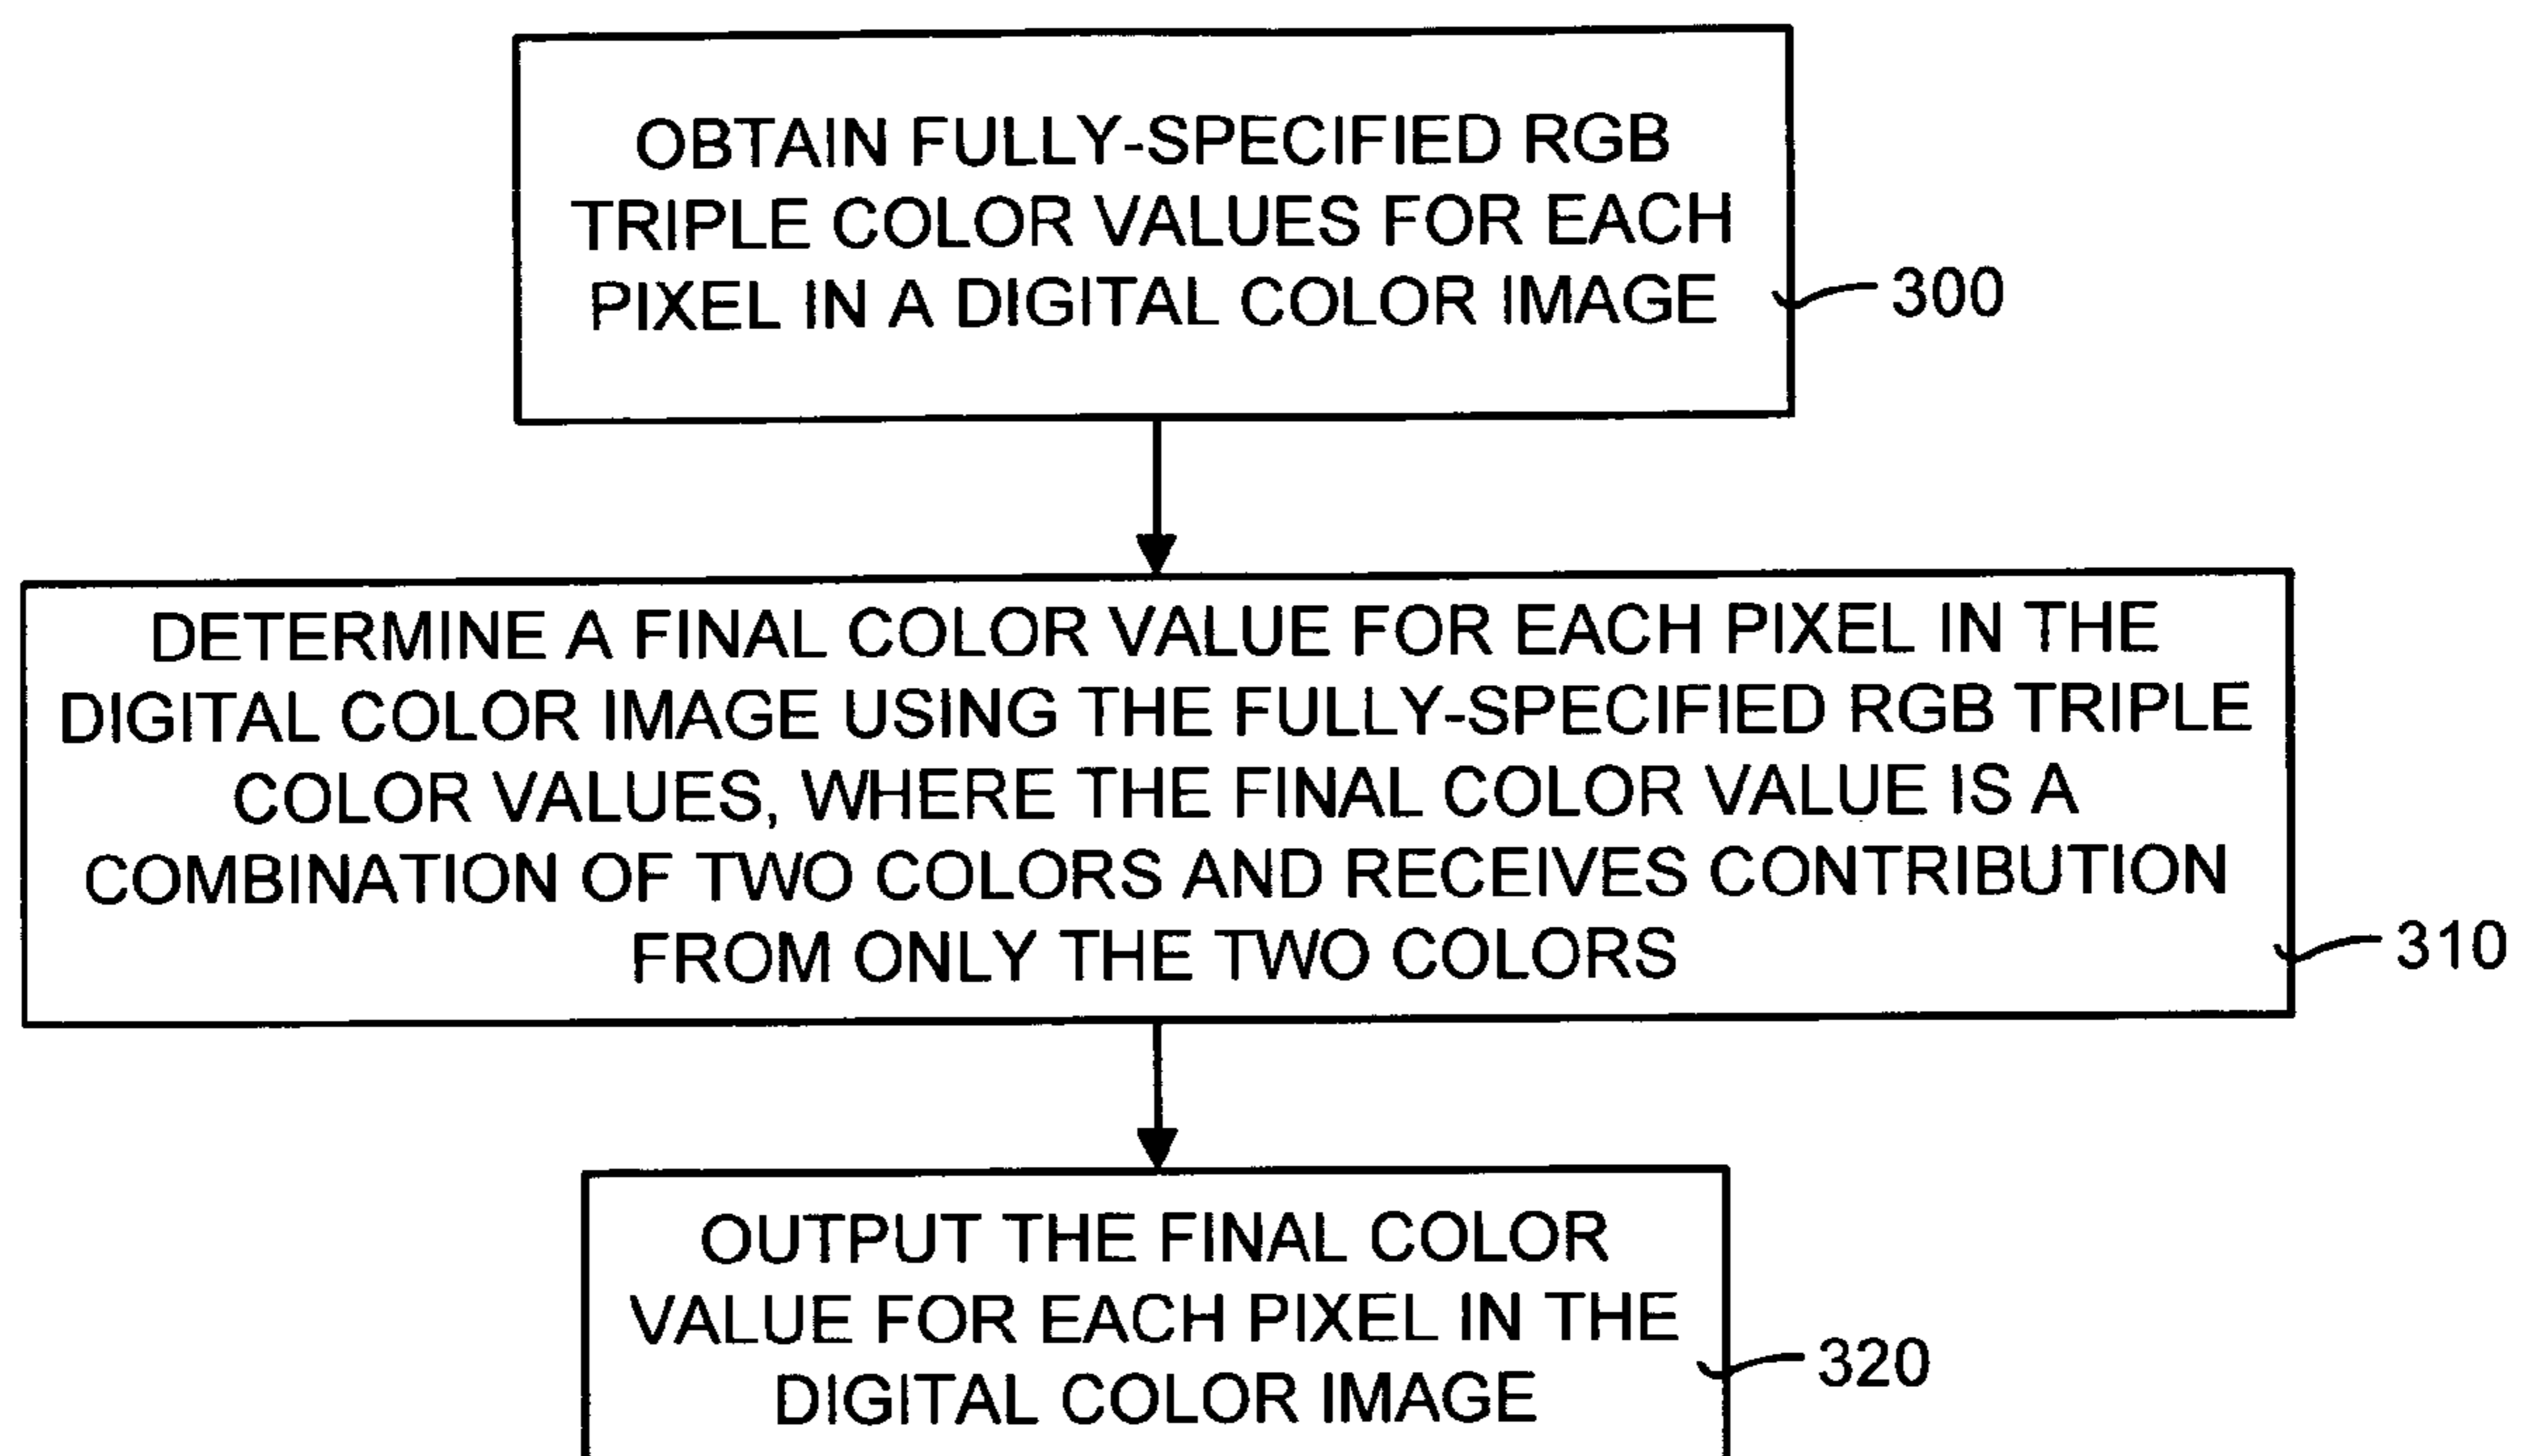 OBTAIN FULLY-SPECIFIED RGB
TRIPLE COLOR VALUES FOR EACH
PIXEL IN A DIGITAL COLOR IMAGE
300
DETERMINE A FINAL COLOR VALUE FOR EACH PIXEL IN THE
DIGITAL COLOR IMAGE USING THE FULLY-SPECIFIED RGB TRIPLE
COLOR VALUES, WHERE THE FINAL COLOR VALUE IS A
COMBINATION OF TWO COLORS AND RECEIVES CONTRIBUTION
FROM ONLY THE TWO COLORS
310
OUTPUT THE FINAL COLOR
VALUE FOR EACH PIXEL IN THE
DIGITAL COLOR IMAGE
320